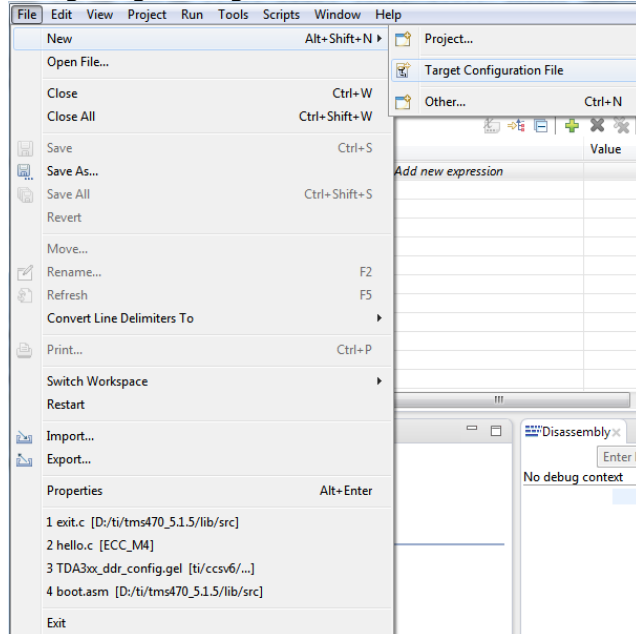 File Edit View Project Run Tools Scripts Window Help
New Alt+Shift+N
Project...
Open File...
Target Configuration File
Close Ctrl+W
Other... Ctrl+N
Close All Ctrl+Shift+W
Value
Save Ctrl+S
Save As...
Add new expression
Save All Ctrl+Shift+S
Revert
Move...
Rename... F2
Refresh F5
Convert Line Delimiters To
Print... Ctrl+P
Switch Workspace
Restart
Import...
Disassembly
Export...
Enter
No debug context
Properties Alt+Enter
1 exit.c [D:/ti/tms470_5.1.5/lib/src]
2 hello.c [ECC_M4]
3 TDA3xx_ddr_config.gel [ti/ccsv6/...]
4 boot.asm [D:/ti/tms470_5.1.5/lib/src]
Exit